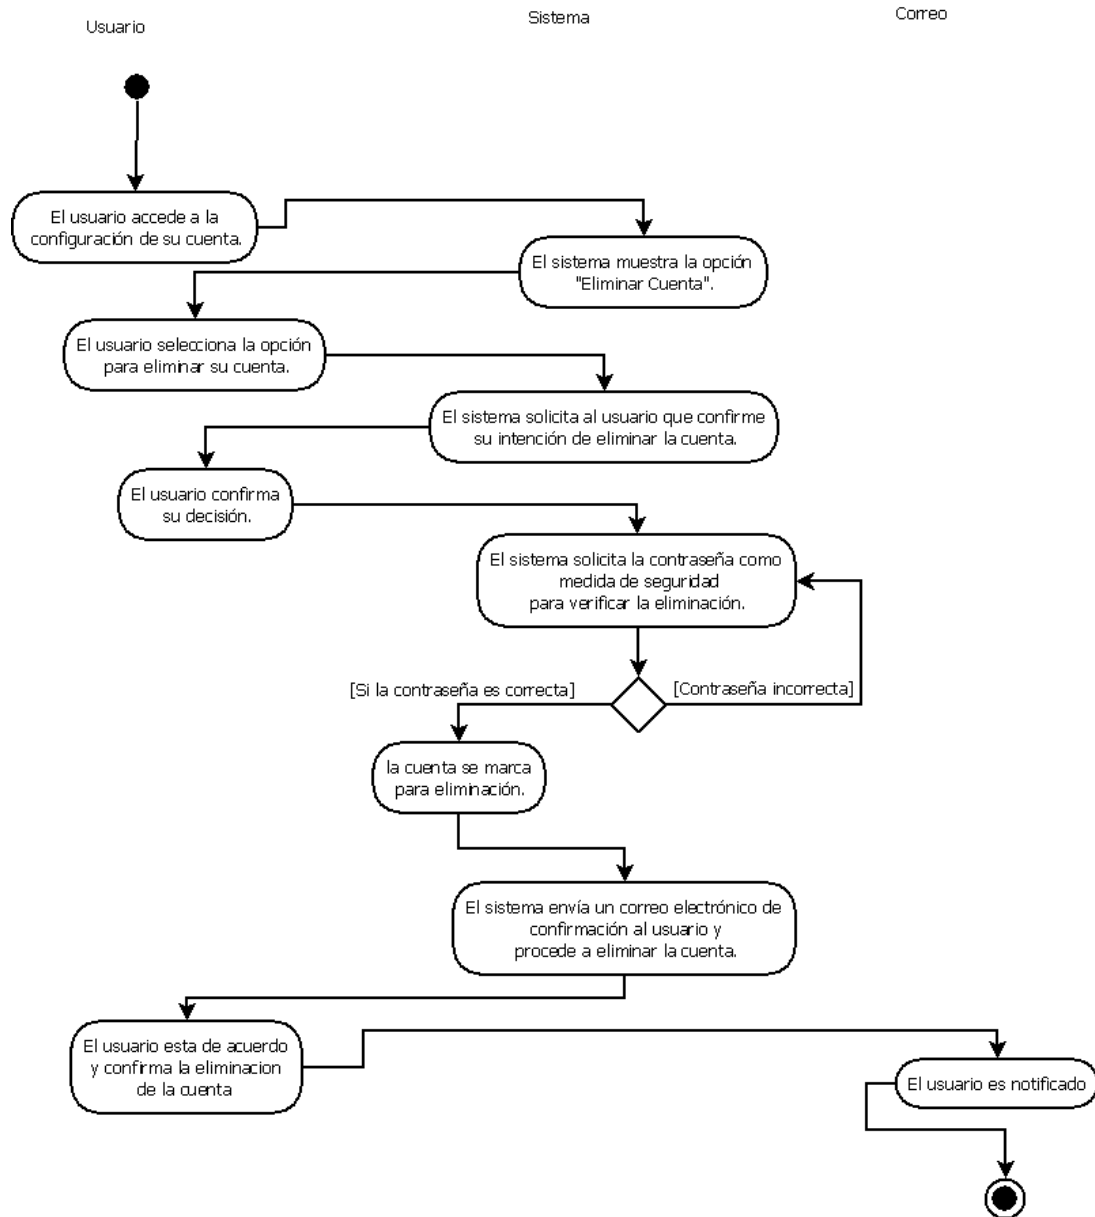 Usuario
Sistema
Correo
El usuario accede a la
configuración de su cuenta.
El sistema muestra la opción
"Eliminar Cuenta".
El usuario selecciona la opción
para eliminar su cuenta.
El sistema solicita al usuario que confirme
su intención de eliminar la cuenta.
El usuario confirma
su decisión.
El sistema solicita la contraseña como
medida de seguridad
para verificar la eliminación.
[Si la contraseña es correcta]
[Contraseña incorrecta]
la cuenta se marca
para eliminación.
El sistema envía un correo electrónico de
confirmación al usuario y
procede a eliminar la cuenta.
El usuario esta de acuerdo
y confirma la eliminacion
de la cuenta
El usuario es notificado